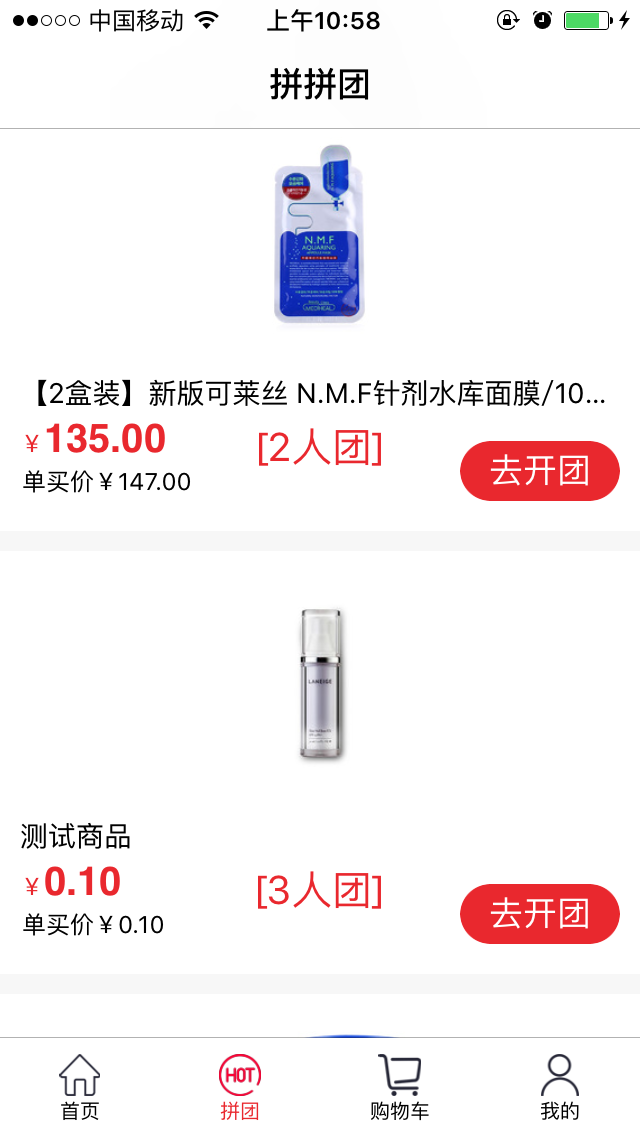 中国移动
上午10:58
拼拼团
N.M.F
AQUARING
MEDIHEAL
【2盒装】新版可莱丝 N.M.F针剂水库面膜/10...
￥135.00
[2人团]
去开团
单买价￥147.00
LANEIGE
测试商品
￥0.10
[3人团]
去开团
单买价￥0.10
HOT
首页
拼团
购物车
我的